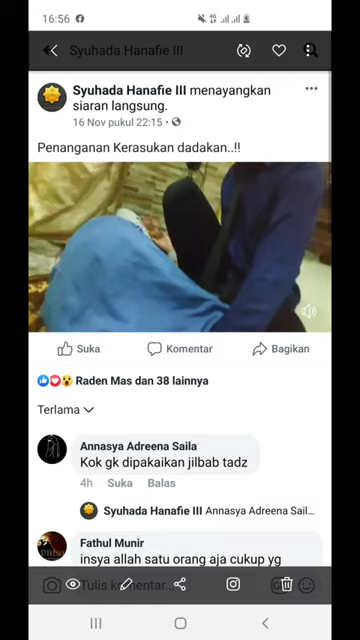 16:56
Syuhada Hanafie III
Syuhada Hanafie III menayangkan
siaran langsung.
16 Nov pukul 22:15
Penanganan Kerasukan dadakan..!!
Suka
Komentar
Bagikan
Raden Mas dan 38 lainnya
Terlama
Annasya Adreena Saila
Kok gk dipakaikan jilbab tadz
4h Suka Balas
Syuhada Hanafie III Annasya Adreena Sail...
Fathul Munir
insya allah satu orang aja cukup yg
Tulis komentar...